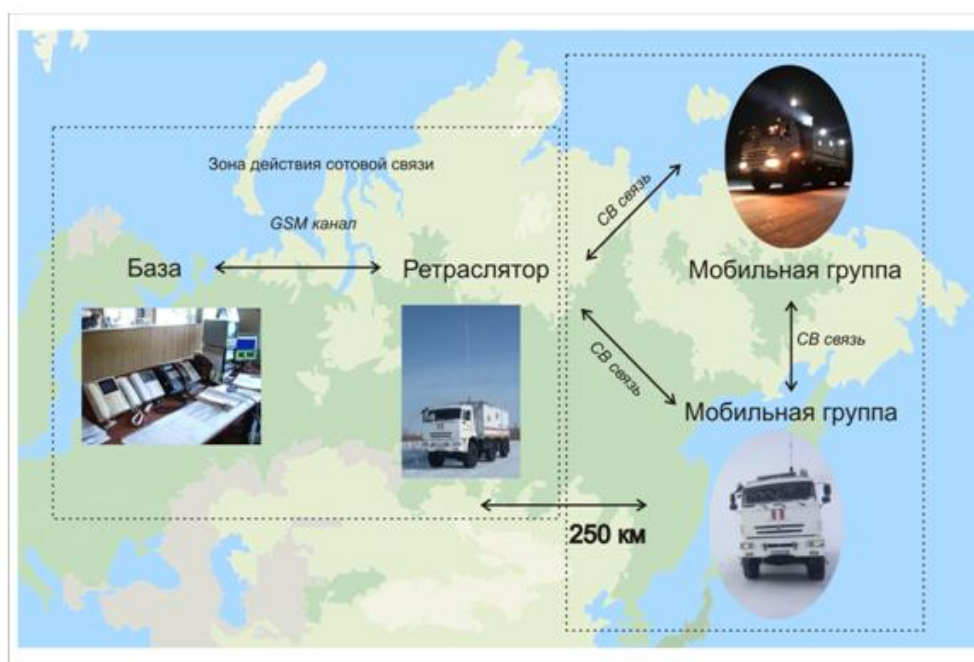 Зона действия сотовой связи
GSM канал
База
Ретраслятор
СВ связь
Мобильная группа
СВ связь
СВ связь
Мобильная группа
250 км